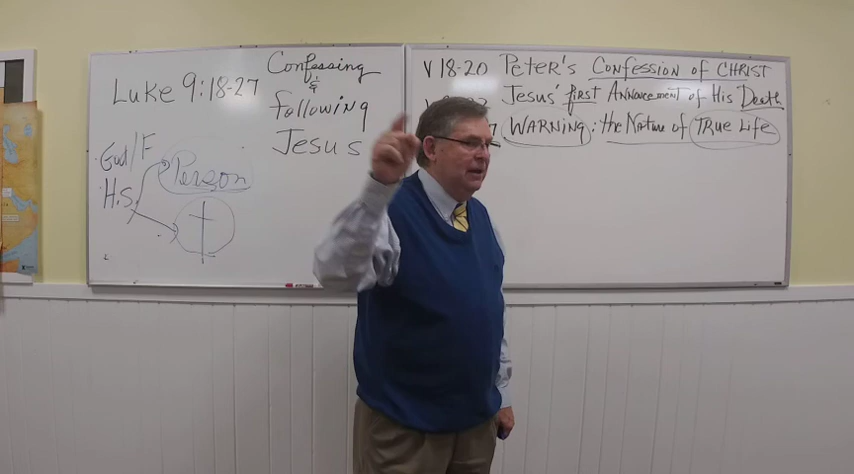 Luke 9:18-27
Confessing
&
following
Jesus
God/F
H.S.
Person
V 18-20 Peter's Confession of CHRIST
Jesus' first Announcement of His Death
WARNING: the Nature of TRUE Life